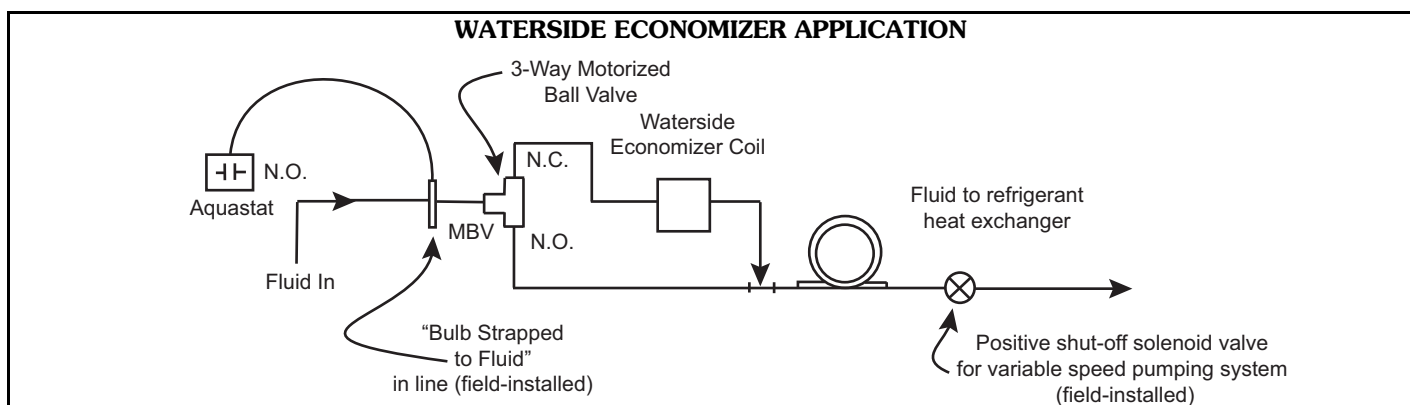 WATERSIDE ECONOMIZER APPLICATION
3-Way Motorized
Ball Valve
Waterside
Economizer Coil
N.C.
N.O.
Aquastat
MBV
N.O.
Fluid to refrigerant
heat exchanger
Fluid In
“Bulb Strapped
to Fluid”
in line (field-installed)
Positive shut-off solenoid valve
for variable speed pumping system
(field-installed)